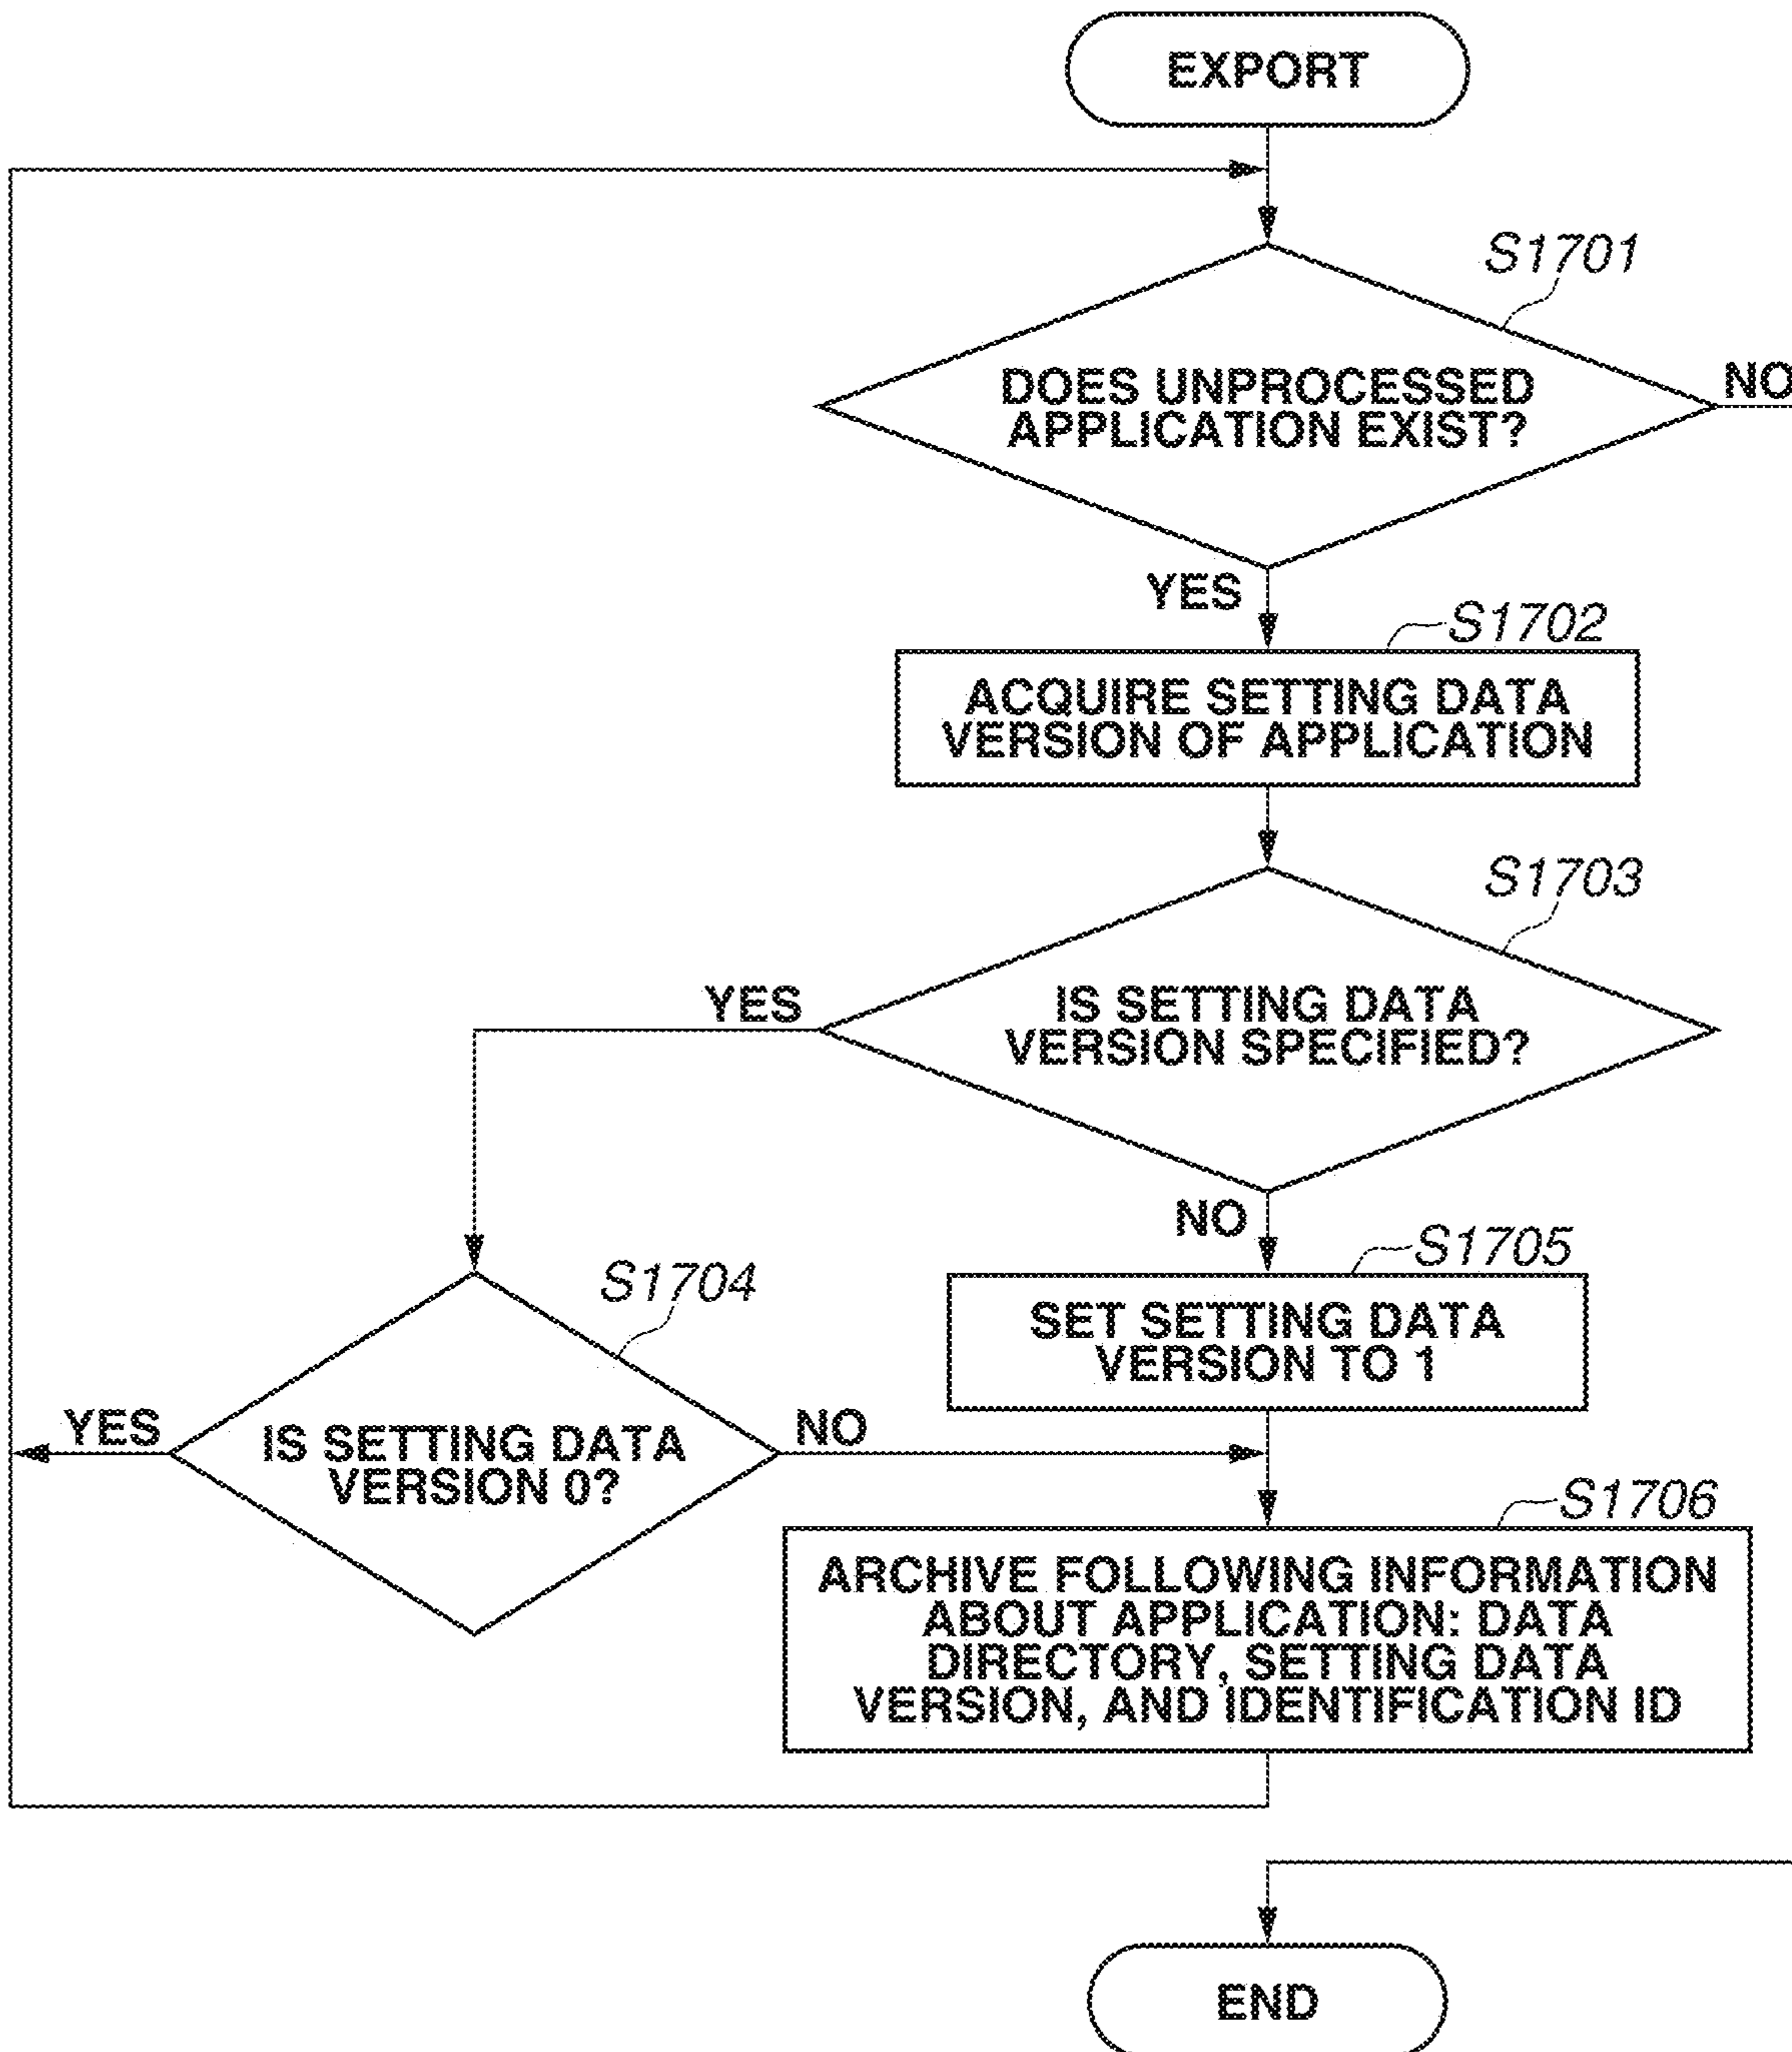 EXPORT
S1701
DOES UNPROCESSED
APPLICATION EXIST?
NO
YES
S1702
ACQUIRE SETTING DATA
VERSION OF APPLICATION
S1703
IS SETTING DATA
VERSION SPECIFIED?
YES
NO
S1705
SET SETTING DATA
VERSION TO 1
S1704
IS SETTING DATA
VERSION 0?
YES
NO
S1706
ARCHIVE FOLLOWING INFORMATION
ABOUT APPLICATION: DATA
DIRECTORY, SETTING DATA
VERSION, AND IDENTIFICATION ID
END